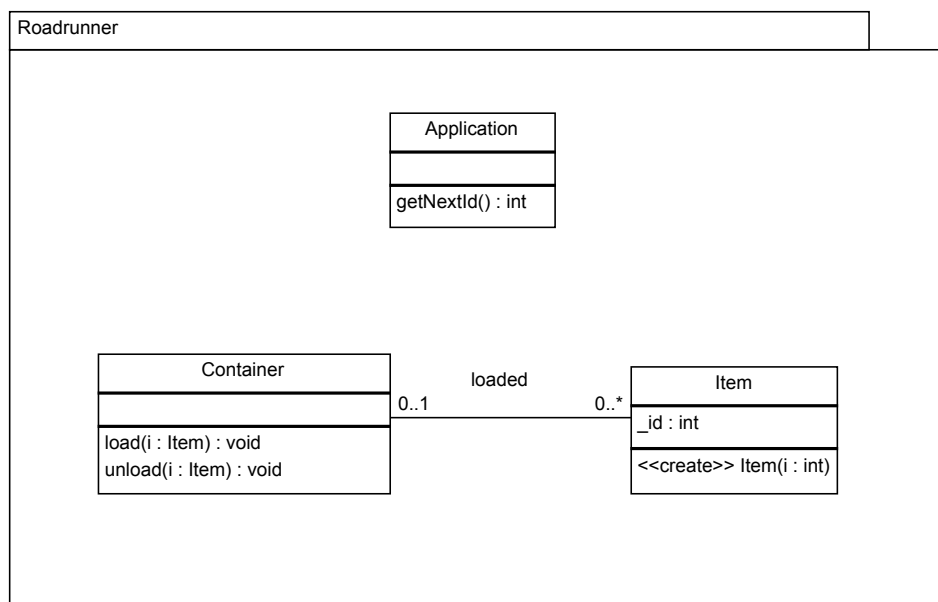 Roadrunner
Application
getNextId() : int
Container
load(i : Item) : void
unload(i : Item) : void
loaded
0..1
0..*
Item
_id : int
<<create>> Item(i : int)